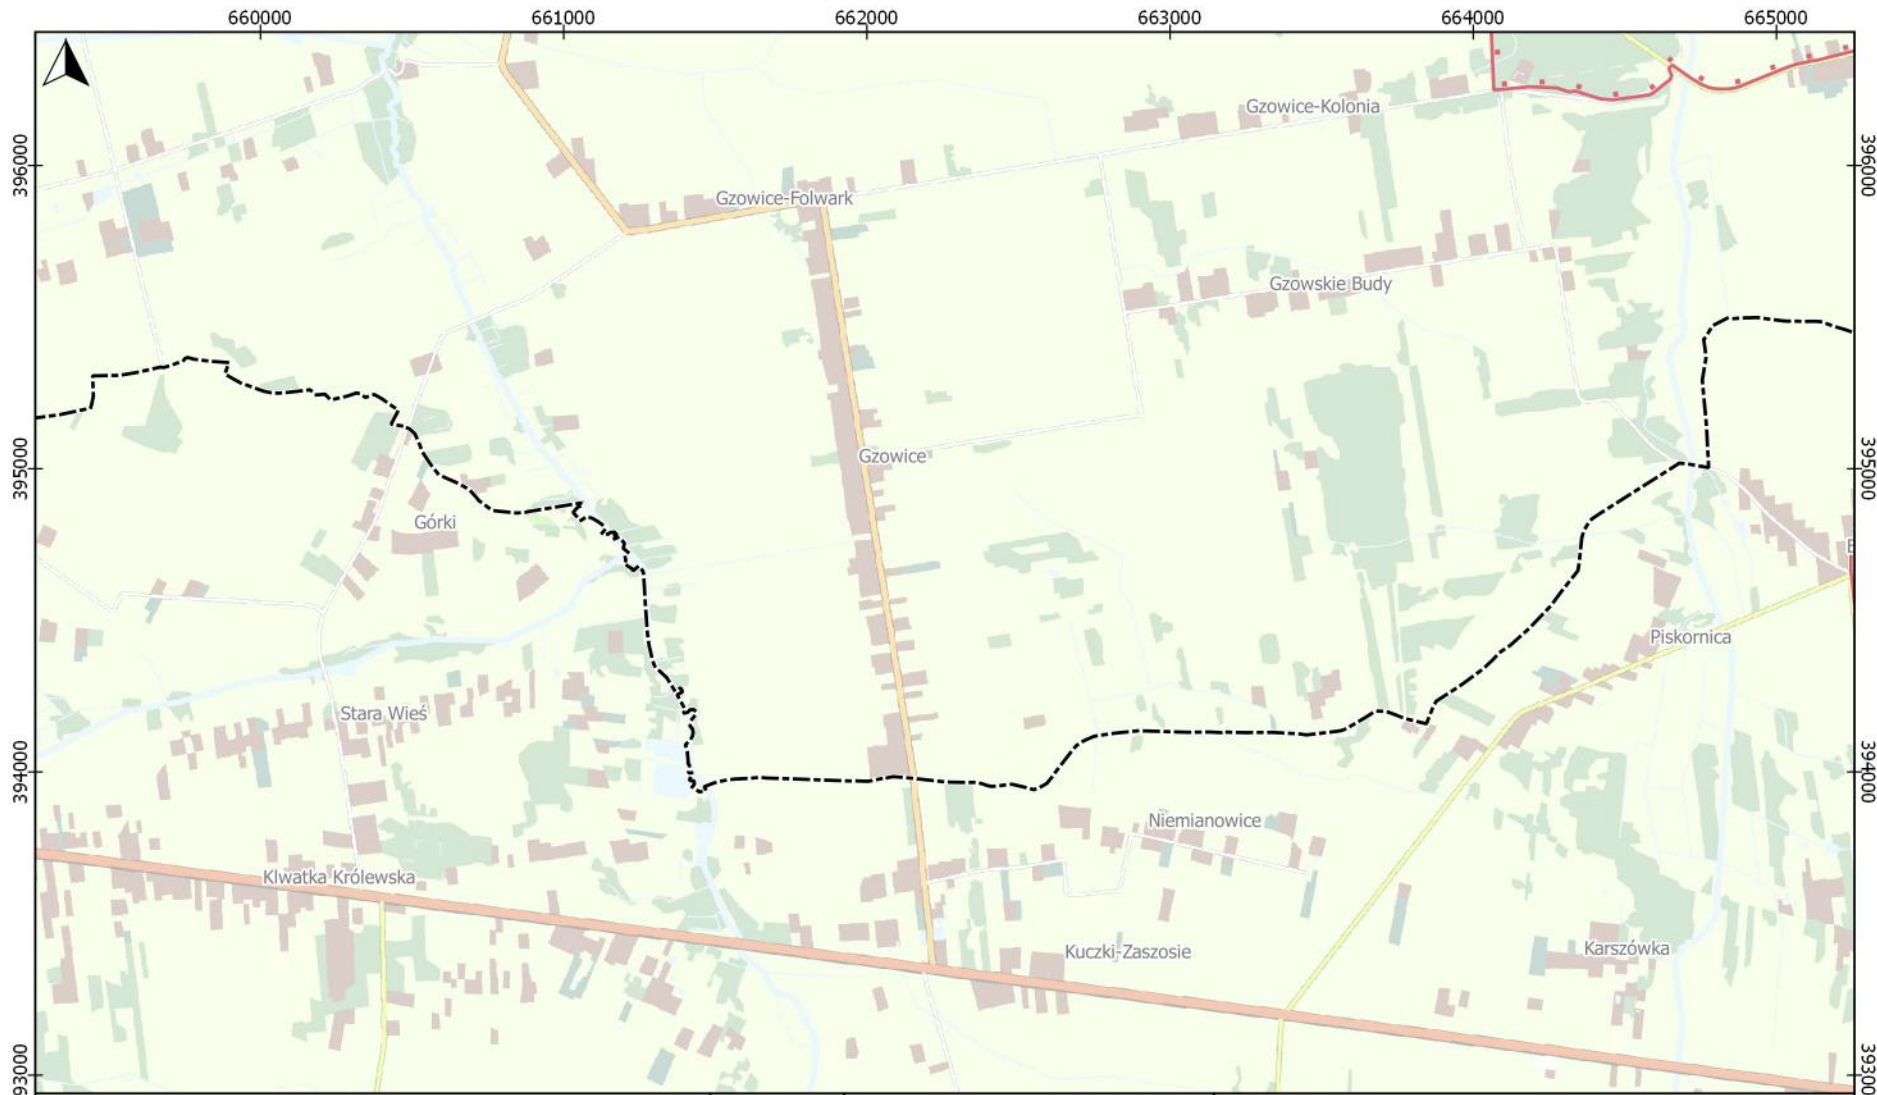 660000 661000 662000 663000 664000 665000
Gzowice-Kolonia
396000 396000
Gzowice-Folwark
Gzowskie Budy
Gzowice
395000 395000
Górki
Piskornica
Stara Wieś
394000 394000
Niemianowice
Klwatka Królewska
Karszówka
Kuczki-Zaszosie